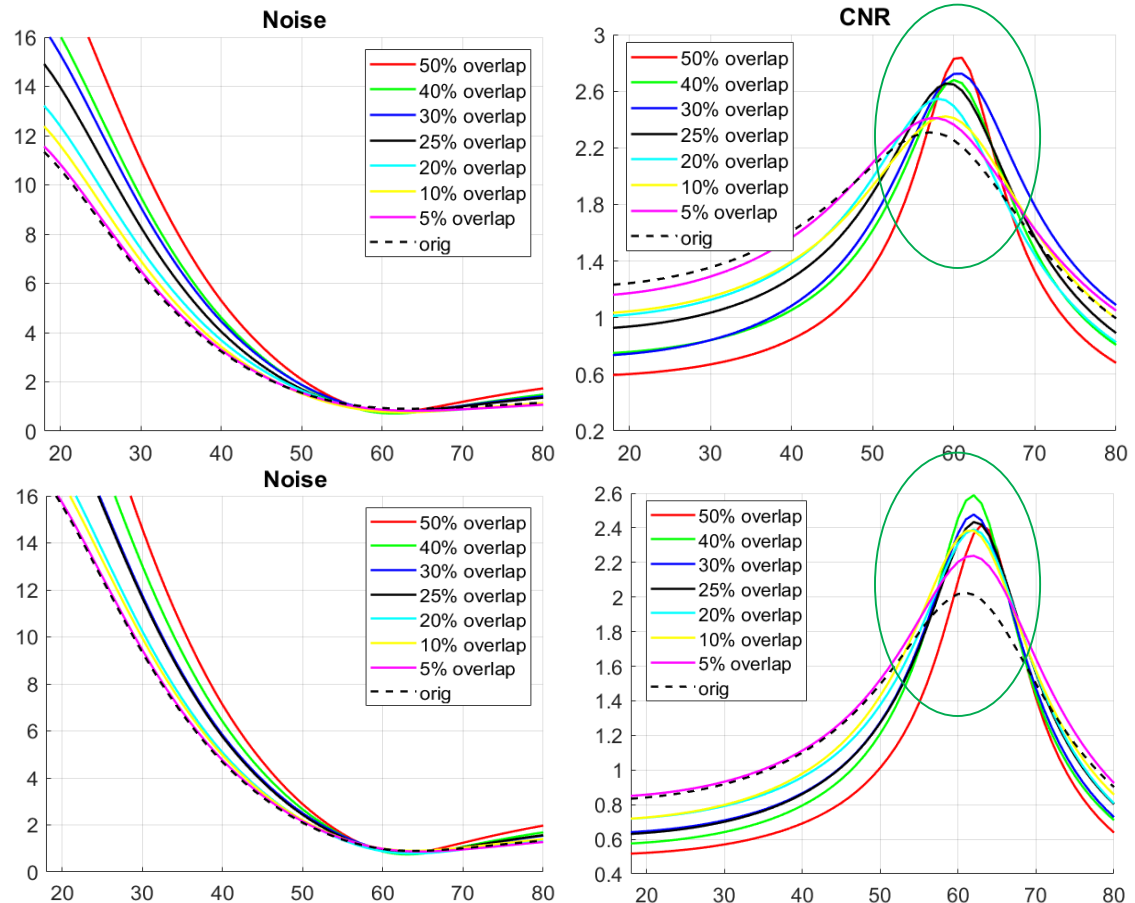 Noise
16
14
12
10
8
6
4
2
0
20 30 40 50 60 70 80
50% overlap
40% overlap
30% overlap
25% overlap
20% overlap
10% overlap
5% overlap
orig
CNR
3
2.6
2.2
1.8
1.4
1
0.6
0.2
20 30 40 50 60 70 80
50% overlap
40% overlap
30% overlap
25% overlap
20% overlap
10% overlap
5% overlap
orig
Noise
16
14
12
10
8
6
4
2
0
20 30 40 50 60 70 80
50% overlap
40% overlap
30% overlap
25% overlap
20% overlap
10% overlap
5% overlap
orig
2.6
2.4
2.2
2
1.8
1.6
1.4
1.2
1
0.8
0.6
0.4
20 30 40 50 60 70 80
50% overlap
40% overlap
30% overlap
25% overlap
20% overlap
10% overlap
5% overlap
orig